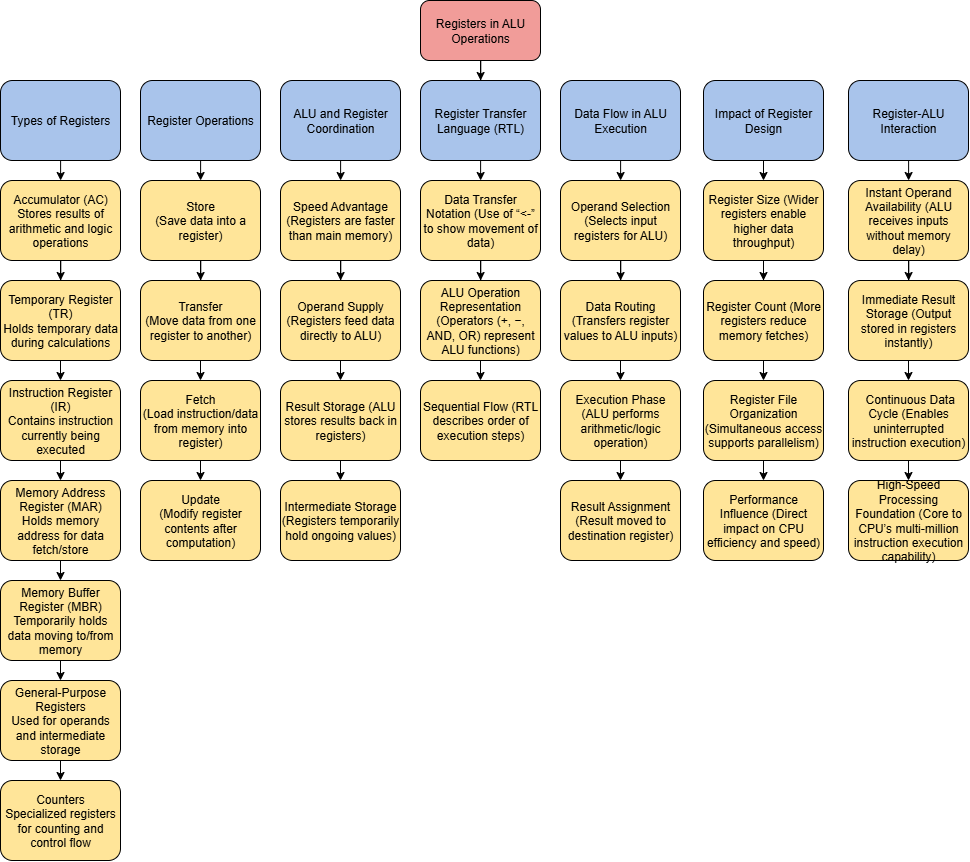 Registers in ALU
Operations
Types of Registers
Register Operations
ALU and Register
Coordination
Register Transfer
Language (RTL)
Data Flow in ALU
Execution
Impact of Register
Design
Register-ALU
Interaction
Accumulator (AC)
Stores results of
arithmetic and logic
operations
Temporary Register
(TR)
Holds temporary data
during calculations
Instruction Register
(IR)
Contains instruction
currently being
executed
Memory Address
Register (MAR)
Holds memory
address for data
fetch/store
Memory Buffer
Register (MBR)
Temporarily holds
data moving to/from
memory
General-Purpose
Registers
Used for operands
and intermediate
storage
Counters
Specialized registers
for counting and
control flow
Store
(Save data into a
register)
Transfer
(Move data from one
register to another)
Fetch
(Load instruction/data
from memory into
register)
Update
(Modify register
contents after
computation)
Speed Advantage
(Registers are faster
than main memory)
Operand Supply
(Registers feed data
directly to ALU)
Result Storage (ALU
stores results back in
registers)
Intermediate Storage
(Registers temporarily
hold ongoing values)
Data Transfer
Notation (Use of “<-”
to show movement of
data)
ALU Operation
Representation
(Operators (+, −,
AND, OR) represent
ALU functions)
Sequential Flow (RTL
describes order of
execution steps)
Operand Selection
(Selects input
registers for ALU)
Data Routing
(Transfers register
values to ALU inputs)
Execution Phase
(ALU performs
arithmetic/logic
operation)
Result Assignment
(Result moved to
destination register)
Register Size (Wider
registers enable
higher data
throughput)
Register Count (More
registers reduce
memory fetches)
Register File
Organization
(Simultaneous access
supports parallelism)
Performance
Influence (Direct
impact on CPU
efficiency and speed)
Instant Operand
Availability (ALU
receives inputs
without memory
delay)
Immediate Result
Storage (Output
stored in registers
instantly)
Continuous Data
Cycle (Enables
uninterrupted
instruction execution)
High-Speed
Processing
Foundation (Core to
CPU’s multi-million
instruction execution
capability)